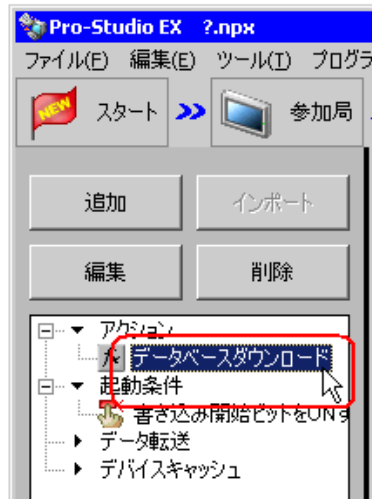 Pro-Studio EX ?.npx
ファイル(F) 編集(E) ツール(T) プログラ
NEW スタート >> 参加局
追加 インポート
編集 削除
アクション
fx データベースダウンロード
起動条件
書き込み開始ビットをONす
データ転送
デバイスキャッシュ